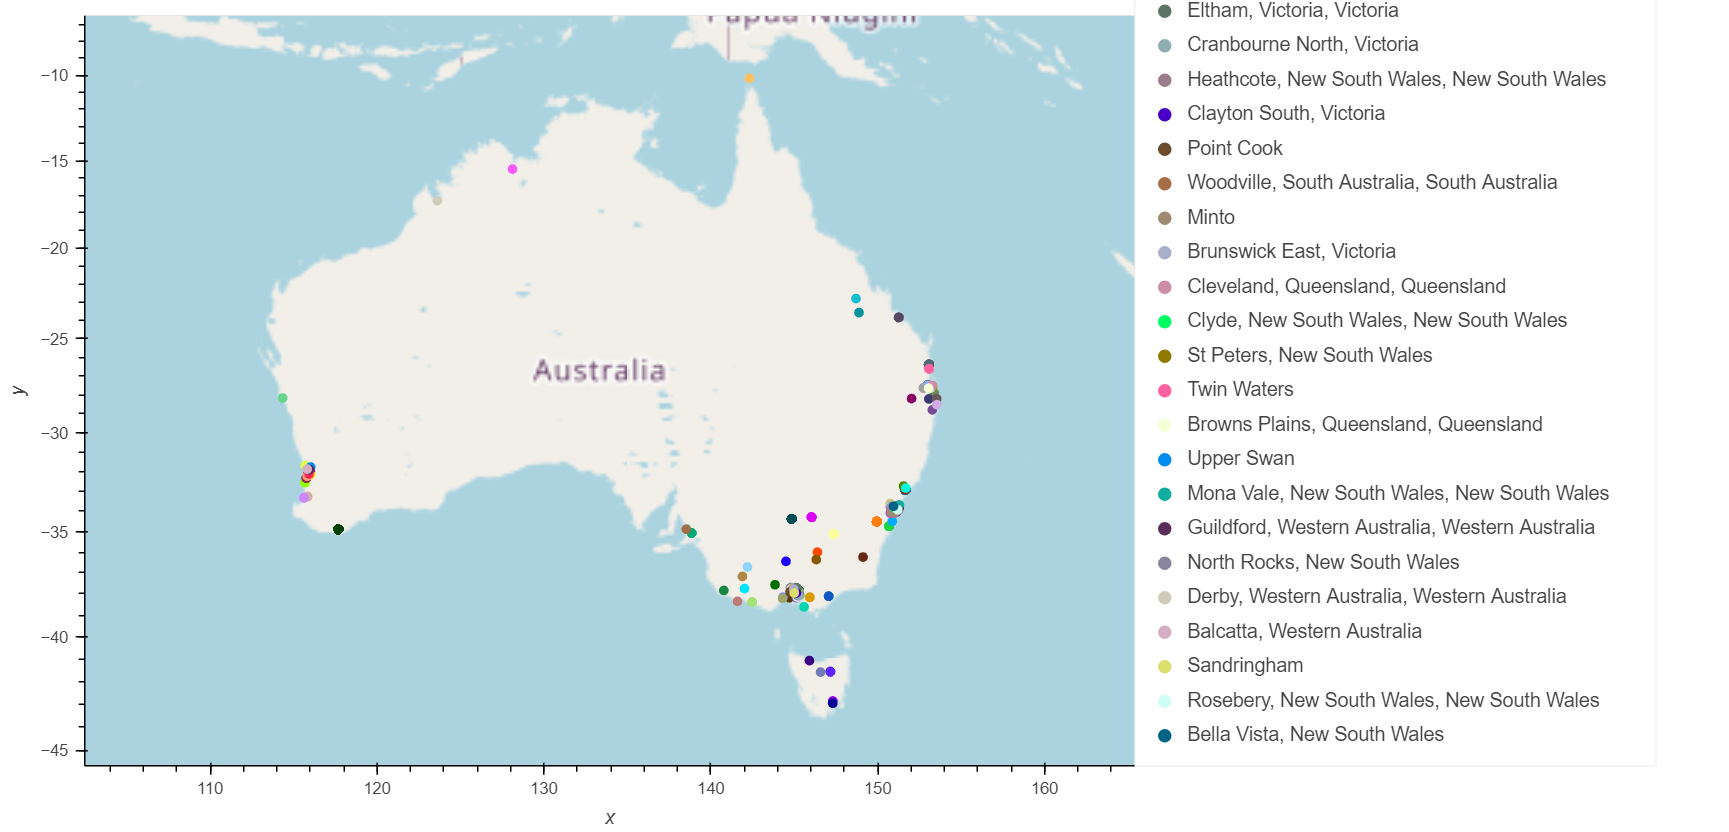 Papua Niugini
Australia
y
−10
−15
−20
−25
−30
−35
−40
−45
110
120
130
140
150
160
x
Eltham, Victoria, Victoria
Cranbourne North, Victoria
Heathcote, New South Wales, New South Wales
Clayton South, Victoria
Point Cook
Woodville, South Australia, South Australia
Minto
Brunswick East, Victoria
Cleveland, Queensland, Queensland
Clyde, New South Wales, New South Wales
St Peters, New South Wales
Twin Waters
Browns Plains, Queensland, Queensland
Upper Swan
Mona Vale, New South Wales, New South Wales
Guildford, Western Australia, Western Australia
North Rocks, New South Wales
Derby, Western Australia, Western Australia
Balcatta, Western Australia
Sandringham
Rosebery, New South Wales, New South Wales
Bella Vista, New South Wales